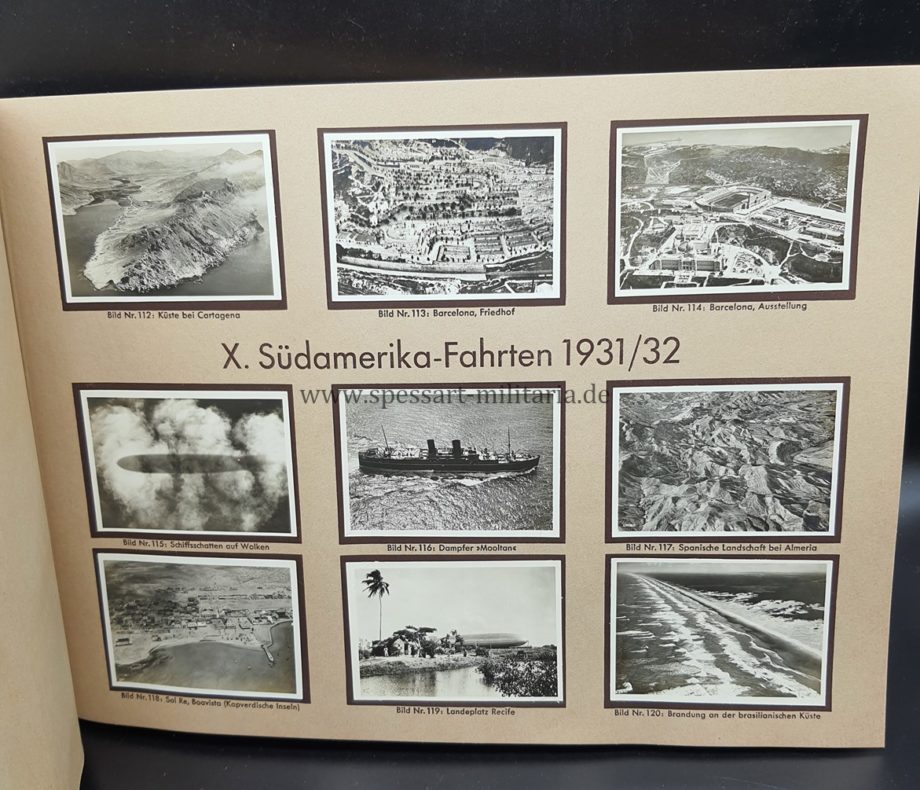 Bild Nr. 112: Küste bei Cartagena
Bild Nr. 113: Barcelona, Friedhof
Bild Nr. 114: Barcelona, Ausstellung
X. Südamerika-Fahrten 1931/32
www.spessart-militaria.de
Bild Nr. 115: Schiffsschatten auf Wolken
Bild Nr. 116: Dampfer »Mooltan«
Bild Nr. 117: Spanische Landschaft bei Almeria
Bild Nr. 118: Sal Re, Boavista (Kapverdische Inseln)
Bild Nr. 119: Landeplatz Recife
Bild Nr. 120: Brandung an der brasilianischen Küste